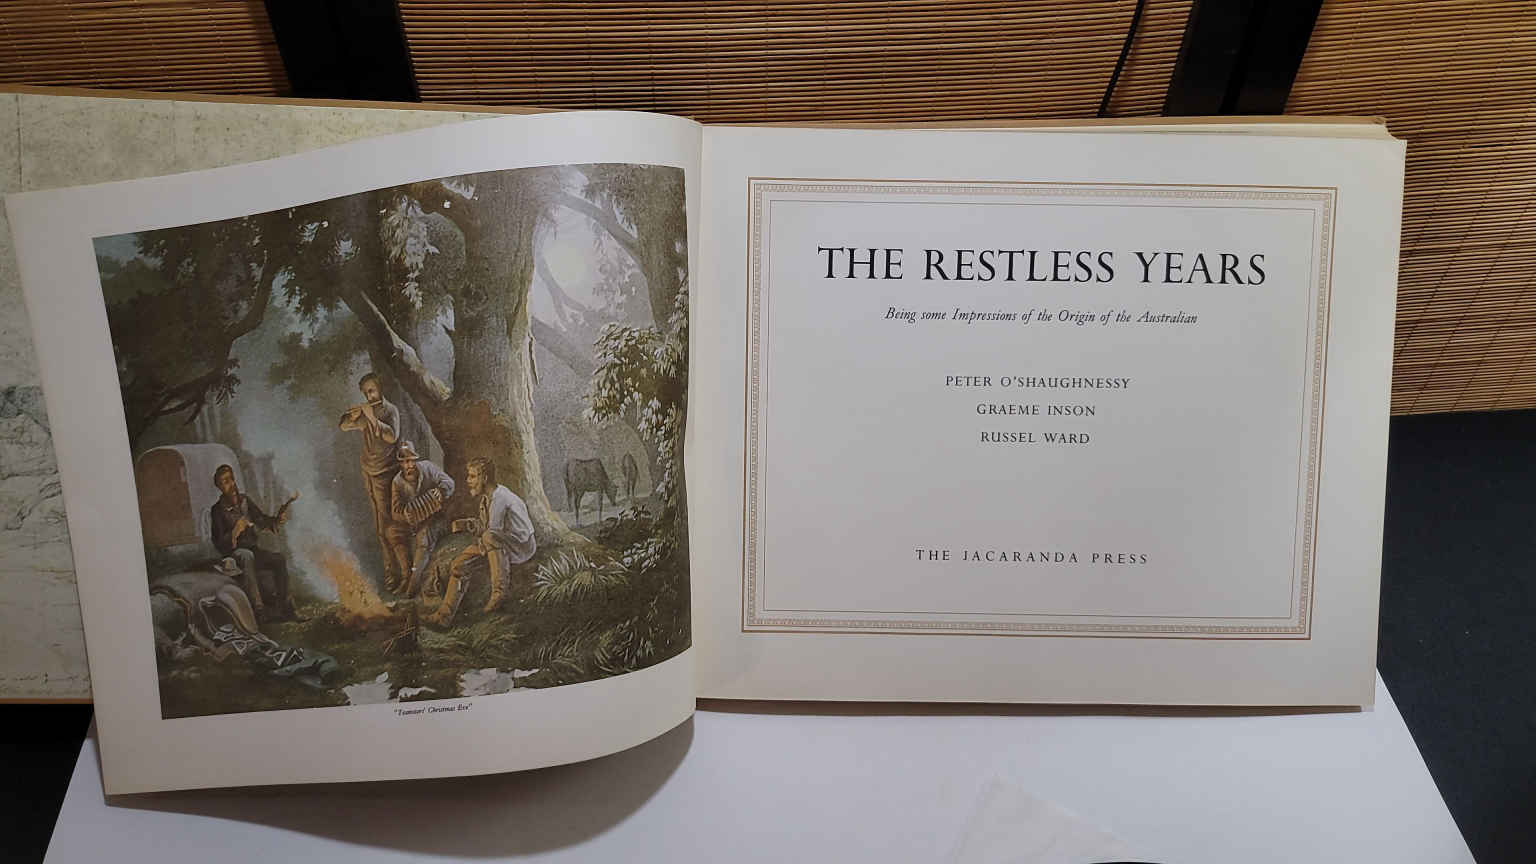 "Teamsters' Christmas Eve"
THE RESTLESS YEARS
Being some Impressions of the Origin of the Australian
PETER O'SHAUGHNESSY
GRAEME INSON
RUSSEL WARD
THE JACARANDA PRESS